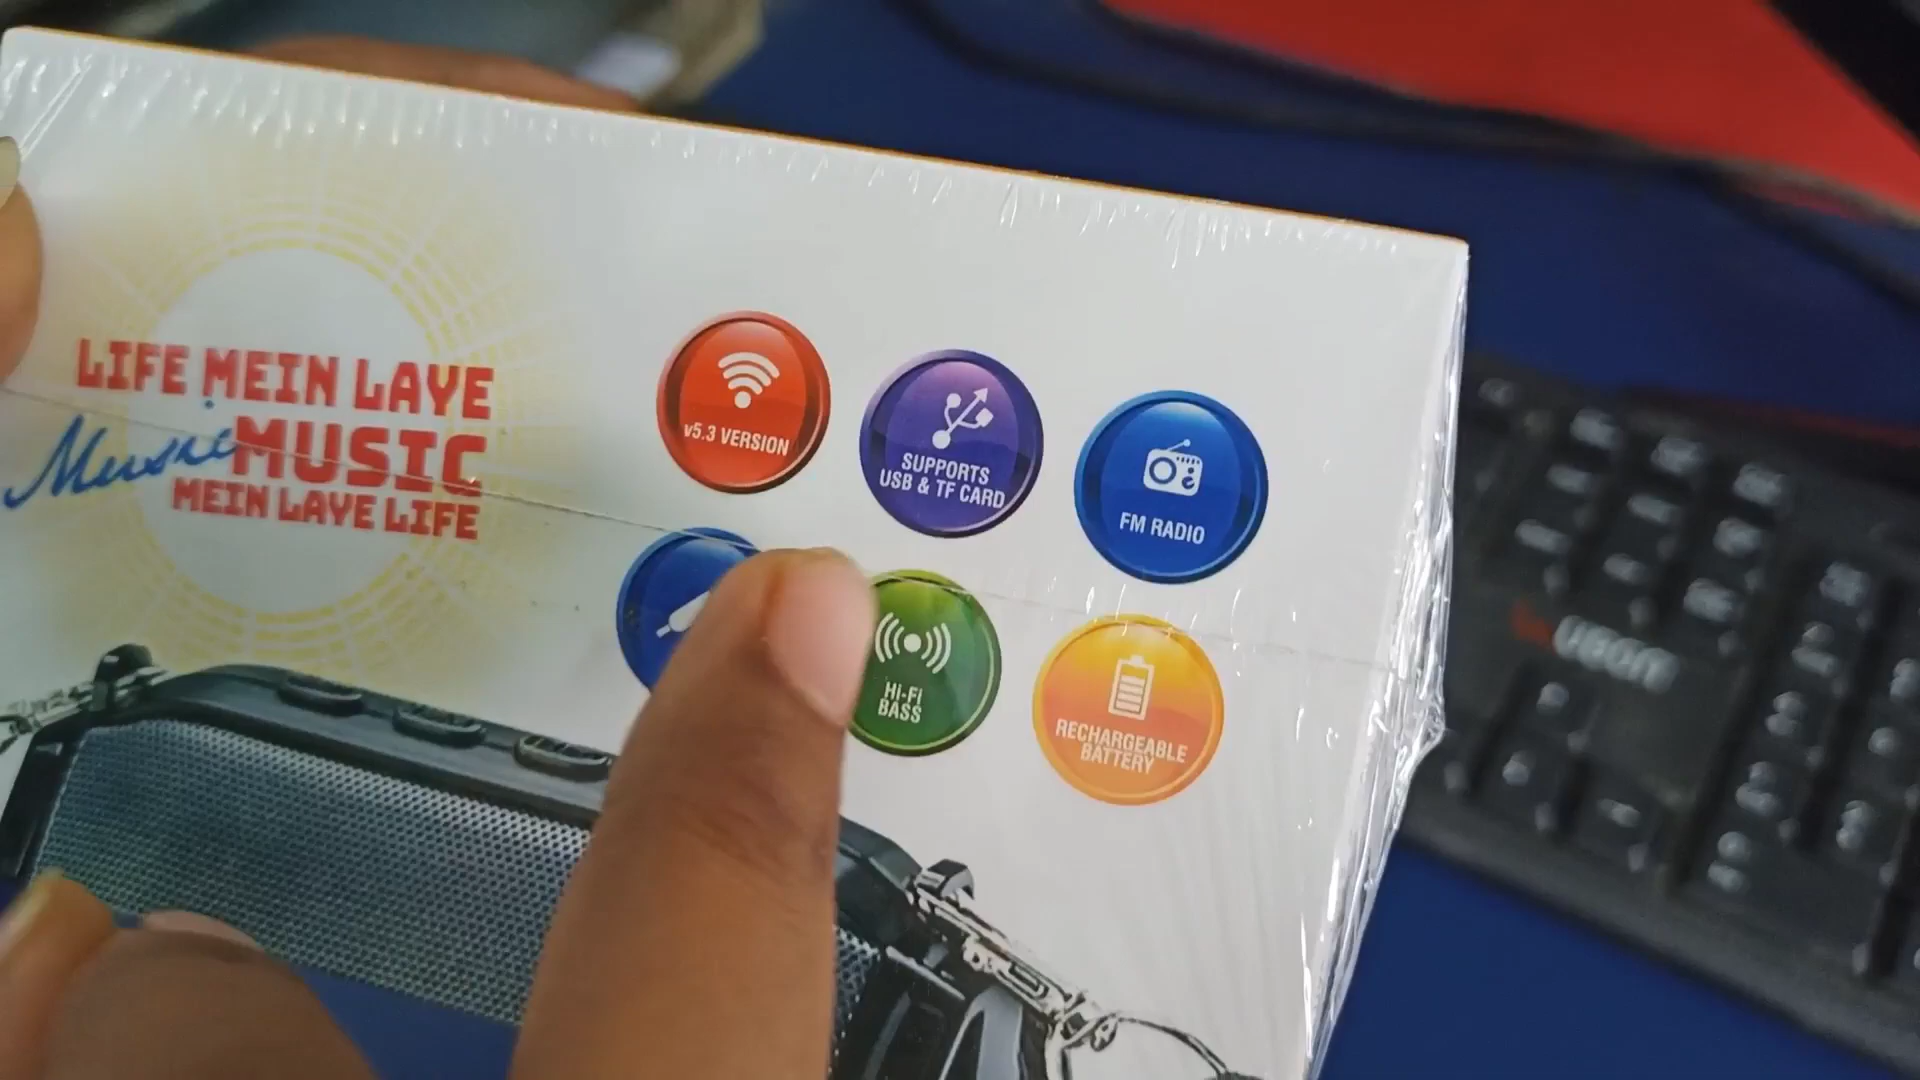 LIFE MEIN LAYE
Music MUSIC
MEIN LAYE LIFE
v5.3 VERSION
SUPPORTS
USB & TF CARD
FM RADIO
Hi-Fi
BASS
RECHARGEABLE
BATTERY
UBON